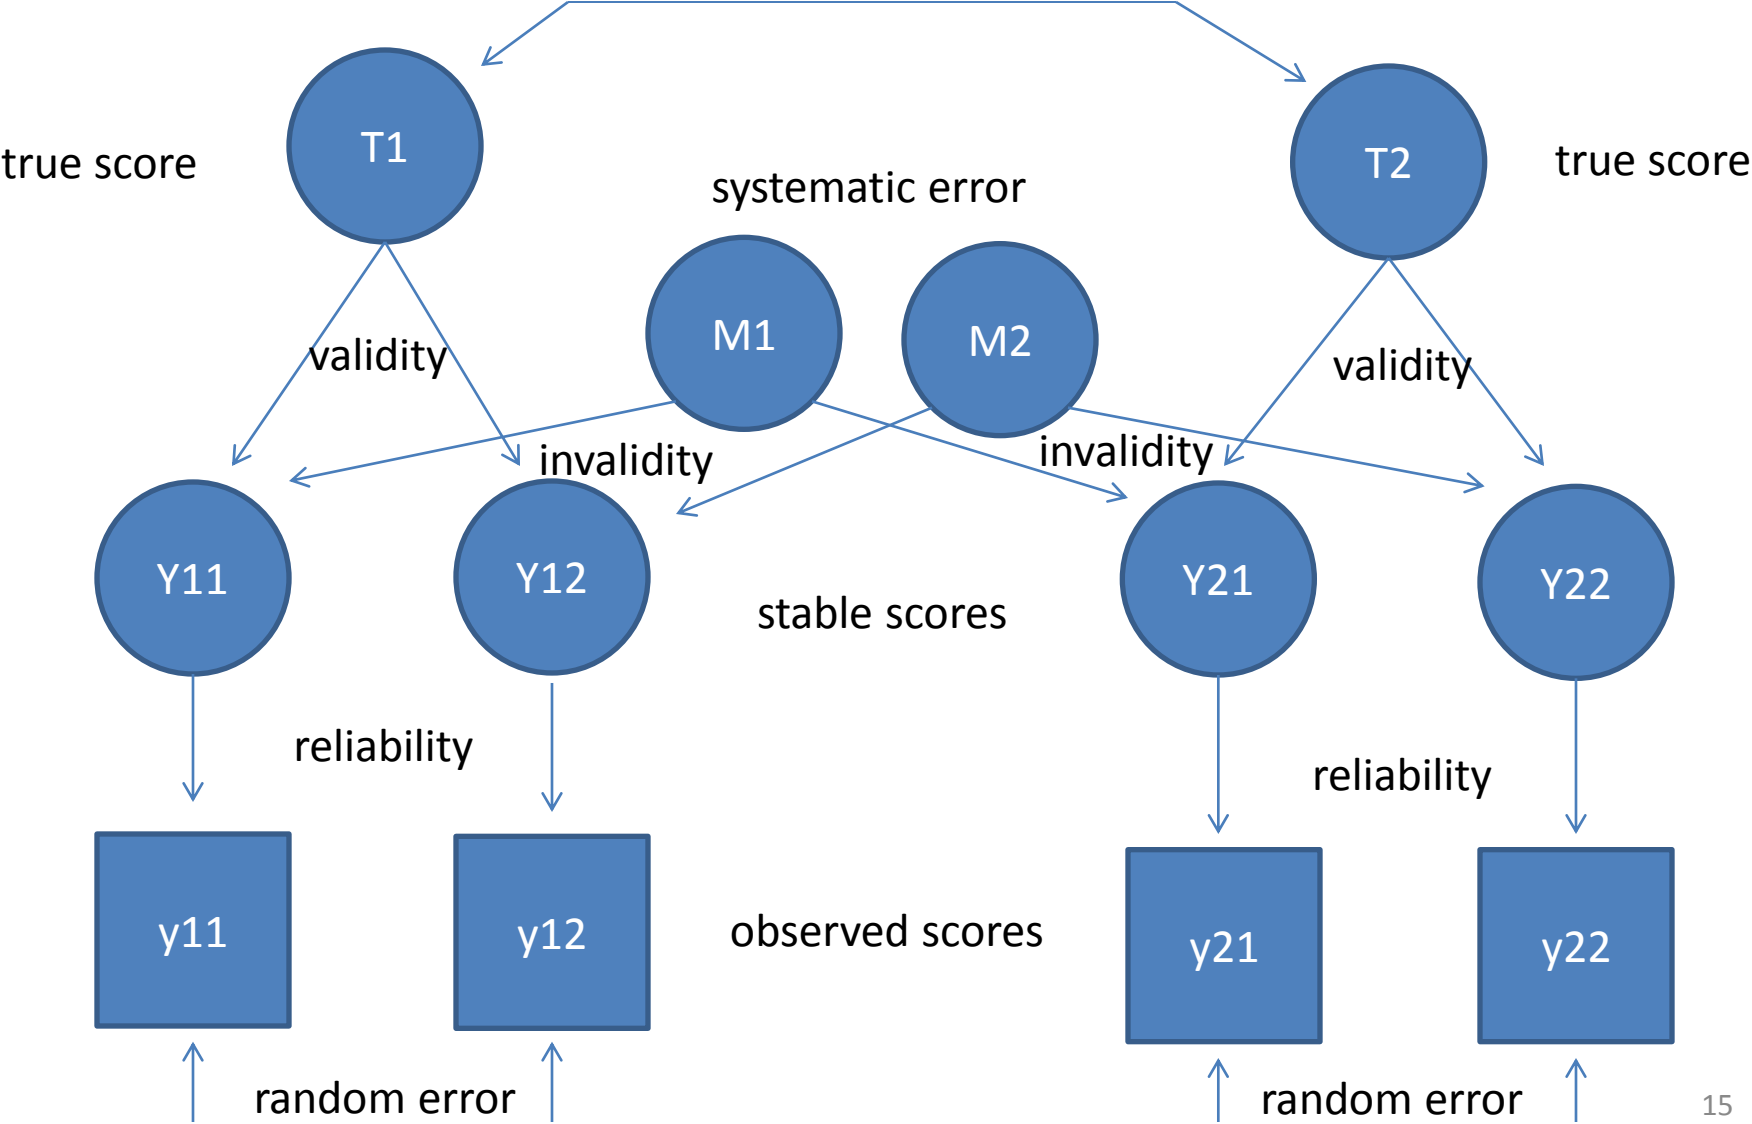 T1
T2
true score
true score
systematic error
M1
M2
validity
validity
invalidity
invalidity
Y11
Y12
Y21
Y22
stable scores
reliability
reliability
y11
y12
observed scores
y21
y22
random error
random error
15